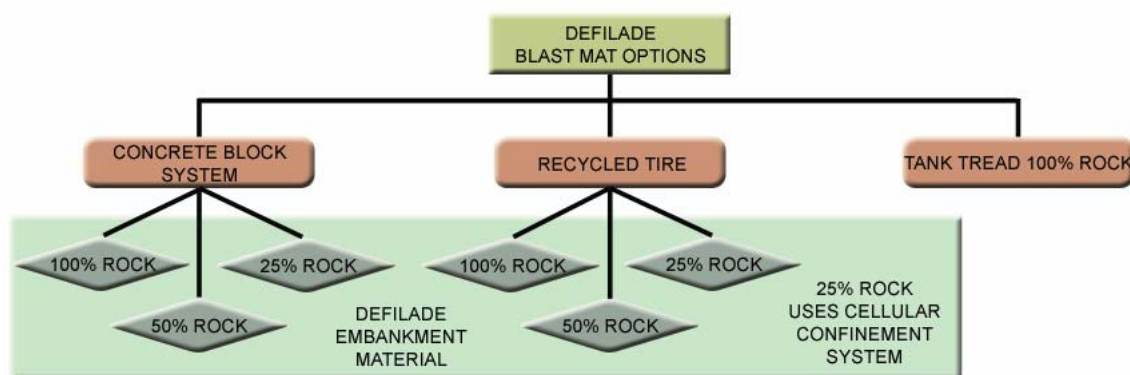 DEFILADE
BLAST MAT OPTIONS
CONCRETE BLOCK
SYSTEM
RECYCLED TIRE
TANK TREAD 100% ROCK
100% ROCK
25% ROCK
50% ROCK
DEFILADE
EMBANKMENT
MATERIAL
100% ROCK
25% ROCK
50% ROCK
25% ROCK
USES CELLULAR
CONFINEMENT
SYSTEM